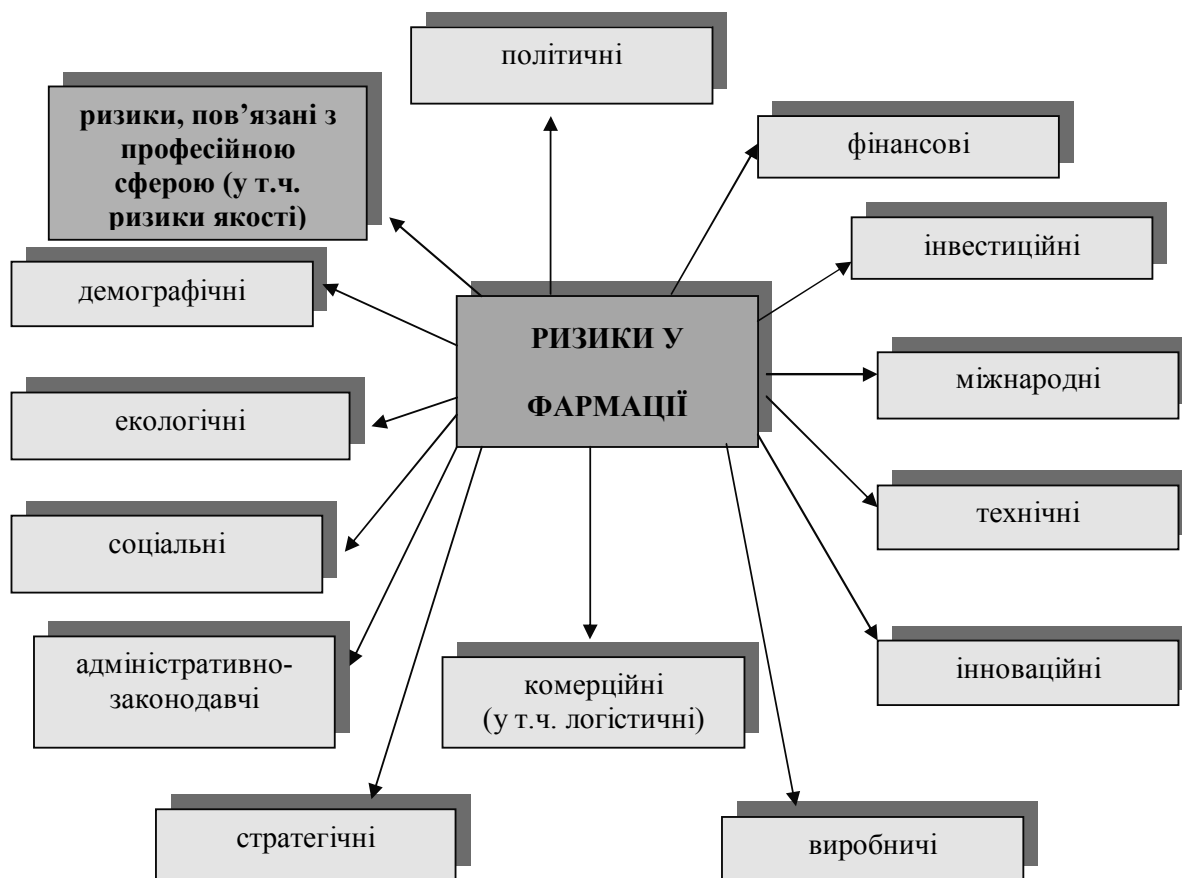 політичні
ризики, пов’язані з
професійною
сферою (у т.ч.
ризики якості)
фінансові
інвестиційні
демографічні
РИЗИКИ У
ФАРМАЦІЇ
міжнародні
екологічні
технічні
соціальні
адміністративно-
законодавчі
комерційні
(у т.ч. логістичні)
інноваційні
стратегічні
виробничі